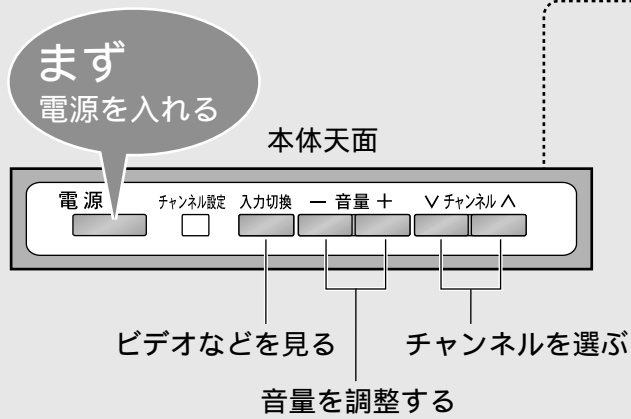 まず
電源を入れる
本体天面
電源 チャンネル設定 入力切換 － 音量 ＋ ∨ チャンネル ∧
ビデオなどを見る チャンネルを選ぶ
音量を調整する